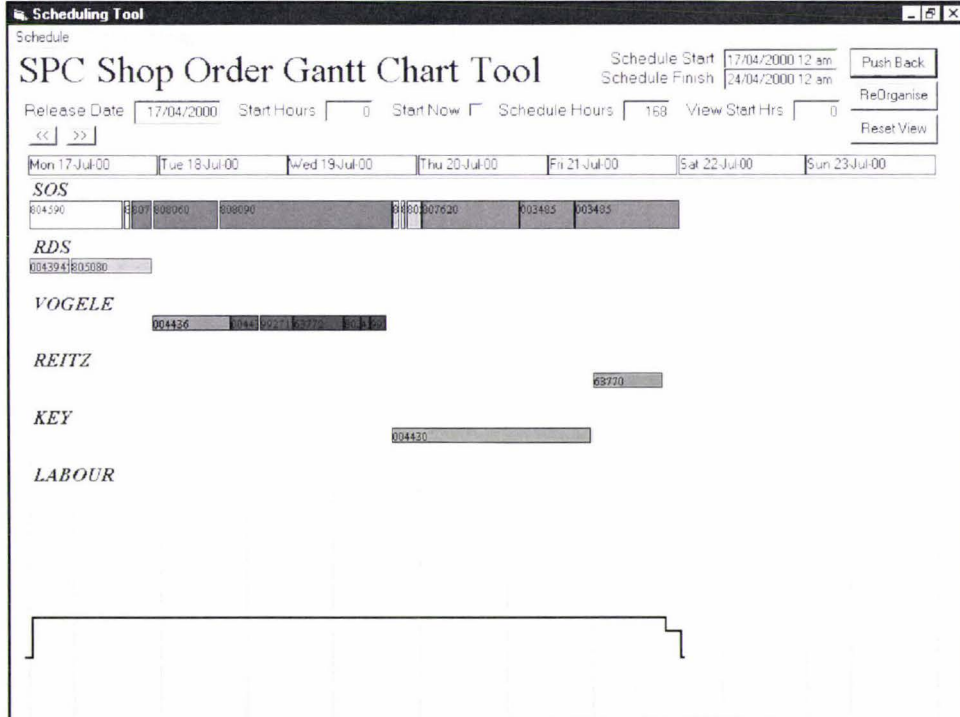 Scheduling Tool
Schedule
SPC Shop Order Gantt Chart Tool
Schedule Start 17/04/2000 12 am
Schedule Finish 24/04/2000 12 am
Push Back
ReOrganise
Reset View
Release Date 17/04/2000 Start Hours 0 Start Now Schedule Hours 168 View Start Hrs 0
<< >>
Mon 17-Jul-00 Tue 18-Jul-00 Wed 19-Jul-00 Thu 20-Jul-00 Fri 21-Jul-00 Sat 22-Jul-00 Sun 23-Jul-00
SOS
804590 807 808060 808090 807620 003485 003485
RDS
004394 805080
VOGELE
004436 99271 63772
REITZ
63770
KEY
004430
LABOUR